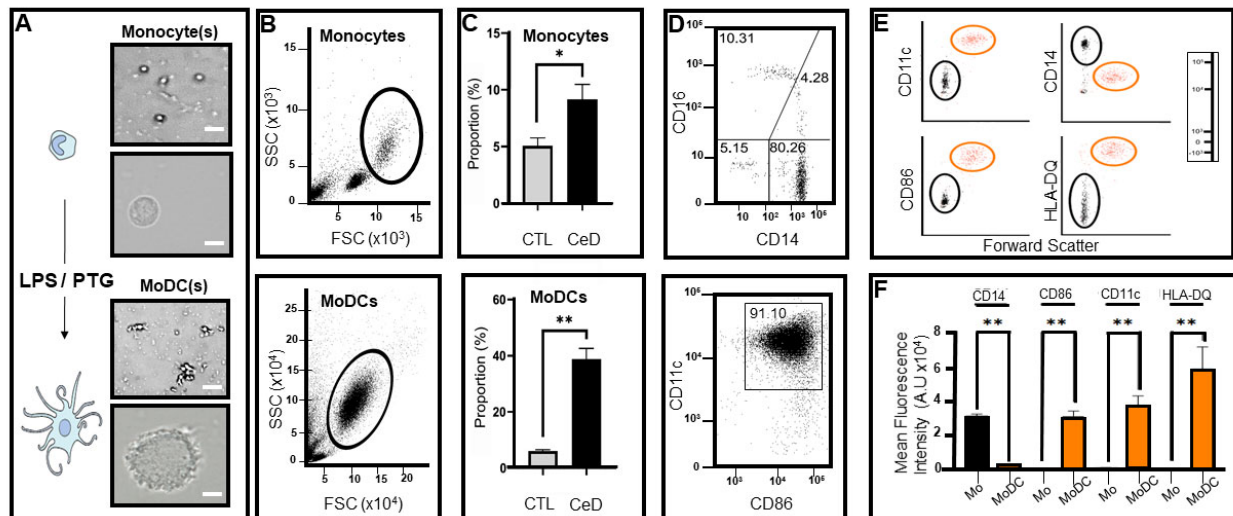 A
Monocyte(s)
LPS / PTG
MoDC(s)
B
Monocytes
SSC (x10³)
15
10
5
0
5
10
15
FSC (x10³)
MoDCs
SSC (x10⁴)
25
20
15
10
5
0
5
10
15
20
FSC (x10⁴)
C
Monocytes
*
Proportion (%)
15
10
5
0
CTL
CeD
MoDCs
**
Proportion (%)
60
40
20
0
CTL
CeD
D
CD16
10⁵
10³
10²
10
0
10.31
4.28
5.15
80.26
10
10²
10³
10⁵
CD14
CD11c
10⁵
10⁴
10³
0
91.10
10³
10⁴
10⁵
10⁶
CD86
E
CD11c
CD14
CD86
HLA-DQ
Forward Scatter
0
F
CD14
CD86
CD11c
HLA-DQ
**
**
**
**
Mean Fluorescence
Intensity (A.U x10⁴)
8
6
4
2
0
Mo
MoDC
Mo
MoDC
Mo
MoDC
Mo
MoDC